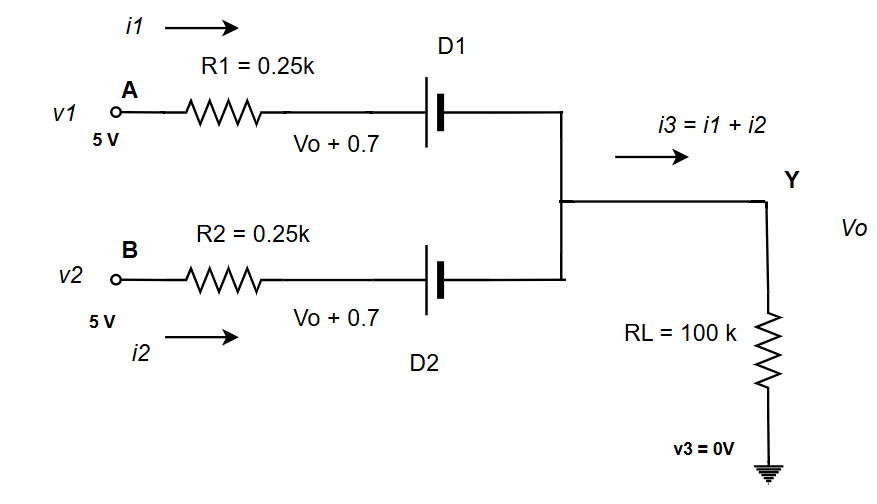 i1
D1
R1 = 0.25k
A
v1
5 V
Vo + 0.7
i3 = i1 + i2
Y
Vo
R2 = 0.25k
B
v2
5 V
Vo + 0.7
i2
D2
RL = 100 k
v3 = 0V